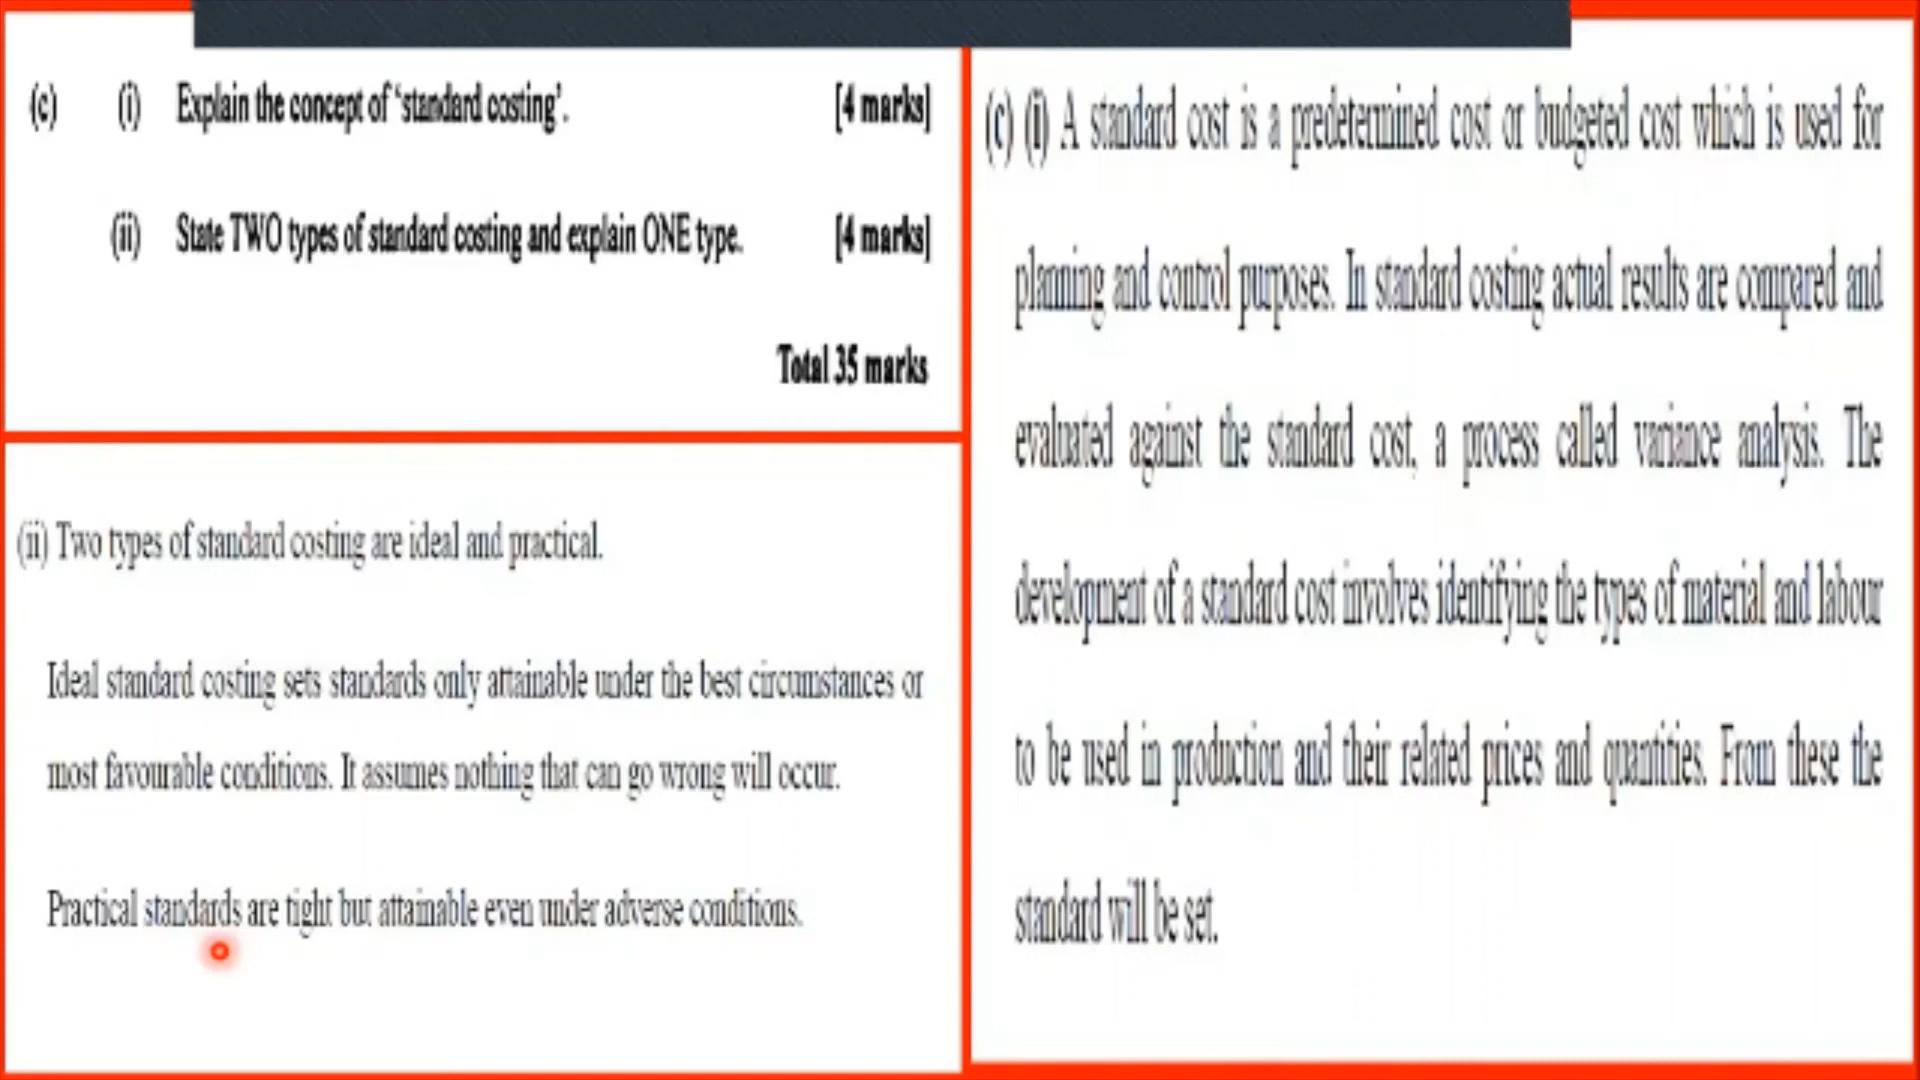 (c) (i) Explain the concept of ‘standard costing’. [4 marks]
(ii) State TWO types of standard costing and explain ONE type. [4 marks]
Total 35 marks
(ii) Two types of standard costing are ideal and practical.
Ideal standard costing sets standards only attainable under the best circumstances or
most favourable conditions. It assumes nothing that can go wrong will occur.
Practical standards are tight but attainable even under adverse conditions.
(c) (i) A standard cost is a predetermined cost or budgeted cost which is used for
planning and control purposes. In standard costing actual results are compared and
evaluated against the standard cost, a process called variance analysis. The
development of a standard cost involves identifying the types of material and labour
to be used in production and their related prices and quantities. From these the
standard will be set.